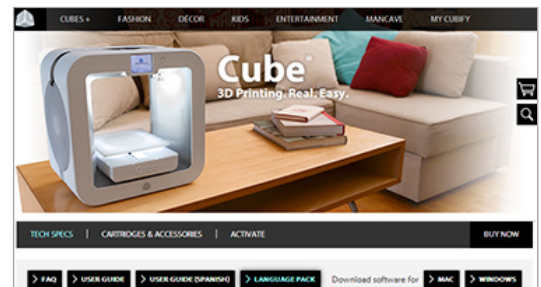 CUBES + FASHION DÉCOR KIDS ENTERTAINMENT MANCAVE MY CUBIFY
Cube®
3D Printing. Real. Easy.
TECH SPECS | CARTRIDGES & ACCESSORIES | ACTIVATE BUY NOW
> FAQ > USER GUIDE > USER GUIDE (SPANISH) > LANGUAGE PACK Download software for > MAC > WINDOWS